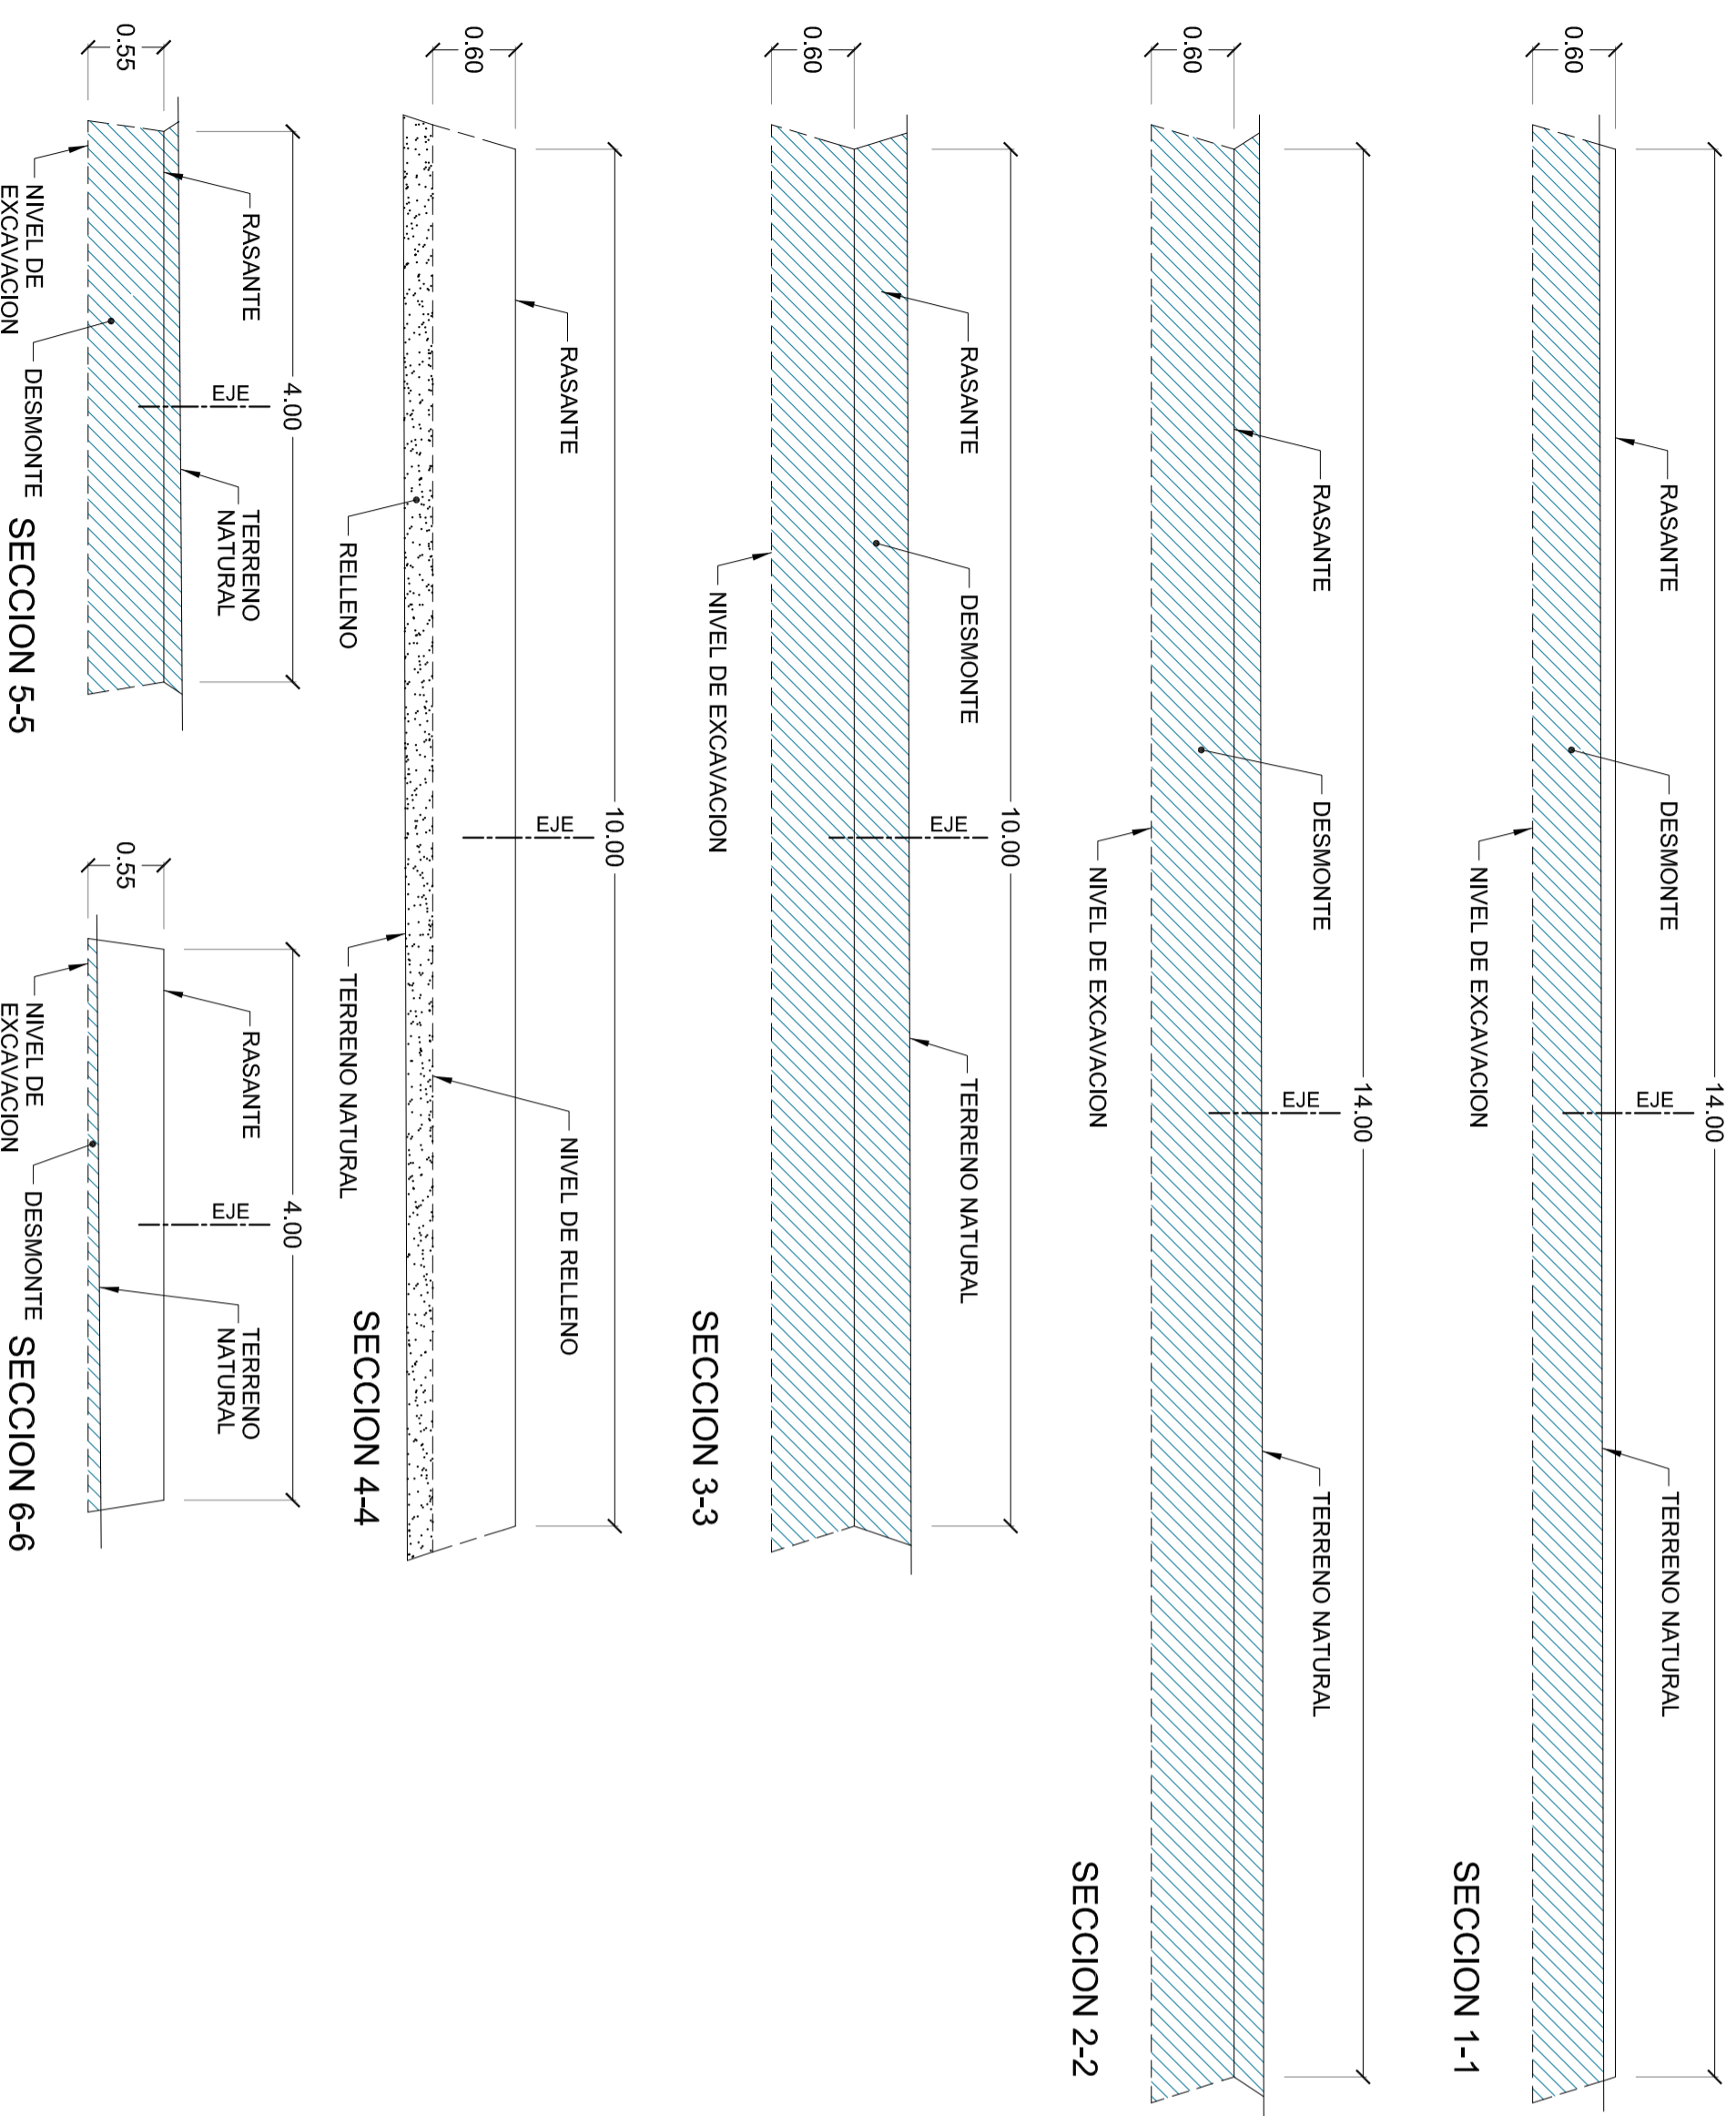 14.00
0.60
EJE
RASANTE
DESMONTE
TERRENO NATURAL
NIVEL DE EXCAVACION
SECCION 1-1
14.00
0.60
EJE
RASANTE
DESMONTE
TERRENO NATURAL
NIVEL DE EXCAVACION
SECCION 2-2
10.00
0.60
EJE
RASANTE
DESMONTE
TERRENO NATURAL
NIVEL DE EXCAVACION
SECCION 3-3
10.00
0.60
EJE
RASANTE
NIVEL DE RELLENO
RELLENO
TERRENO NATURAL
SECCION 4-4
4.00
0.55
EJE
RASANTE
TERRENO
NATURAL
NIVEL DE
EXCAVACION
DESMONTE
SECCION 5-5
4.00
0.55
EJE
RASANTE
TERRENO
NATURAL
NIVEL DE
EXCAVACION
DESMONTE
SECCION 6-6